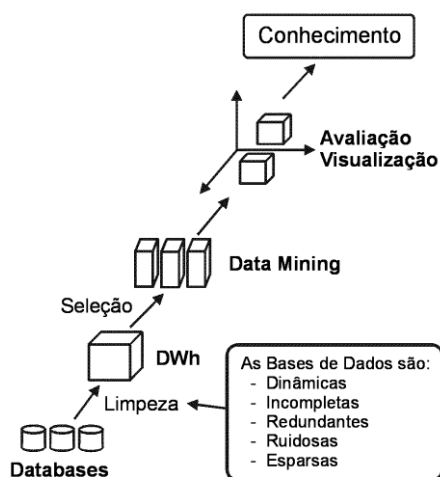 Conhecimento
Avaliação
Visualização
Data Mining
Seleção
DWh
Limpeza
As Bases de Dados são:
- Dinâmicas
- Incompletas
- Redundantes
- Ruidosas
- Esparsas
Databases